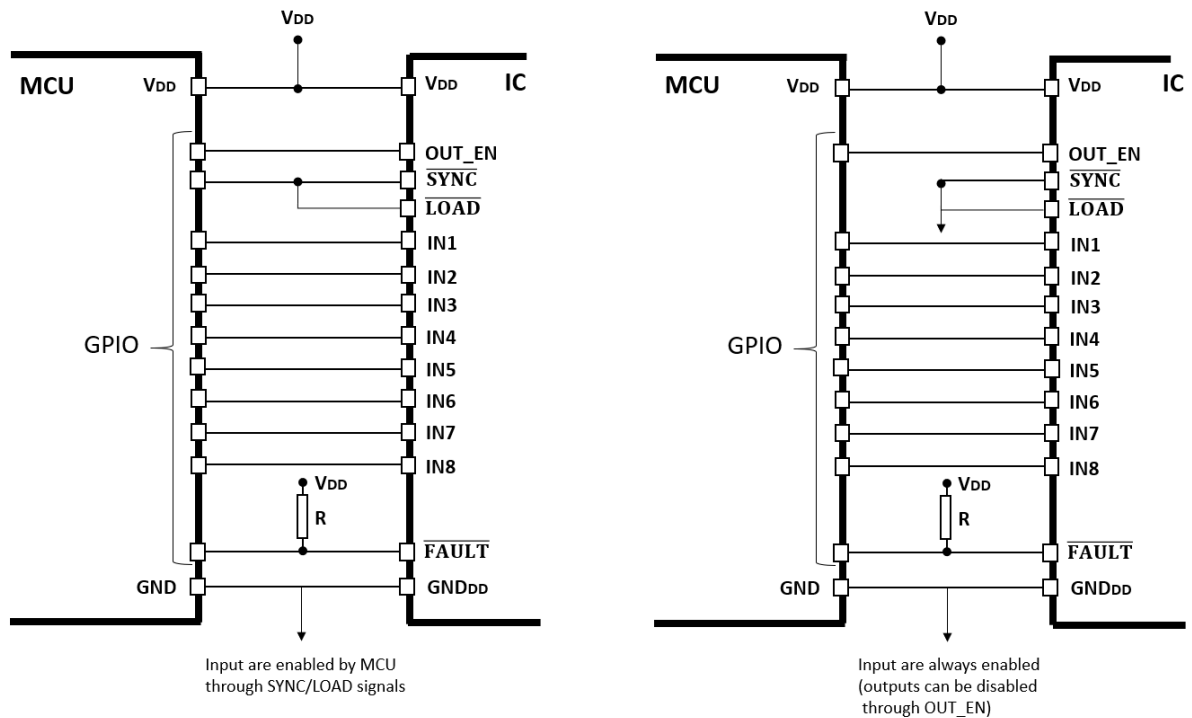 VDD
MCU
VDD
VDD
IC
OUT_EN
SYNC
LOAD
IN1
IN2
IN3
GPIO
IN4
IN5
IN6
IN7
IN8
VDD
R
FAULT
GND
GNDDD
Input are enabled by MCU
through SYNC/LOAD signals
VDD
MCU
VDD
VDD
IC
OUT_EN
SYNC
LOAD
IN1
IN2
IN3
GPIO
IN4
IN5
IN6
IN7
IN8
VDD
R
FAULT
GND
GNDDD
Input are always enabled
(outputs can be disabled
through OUT_EN)